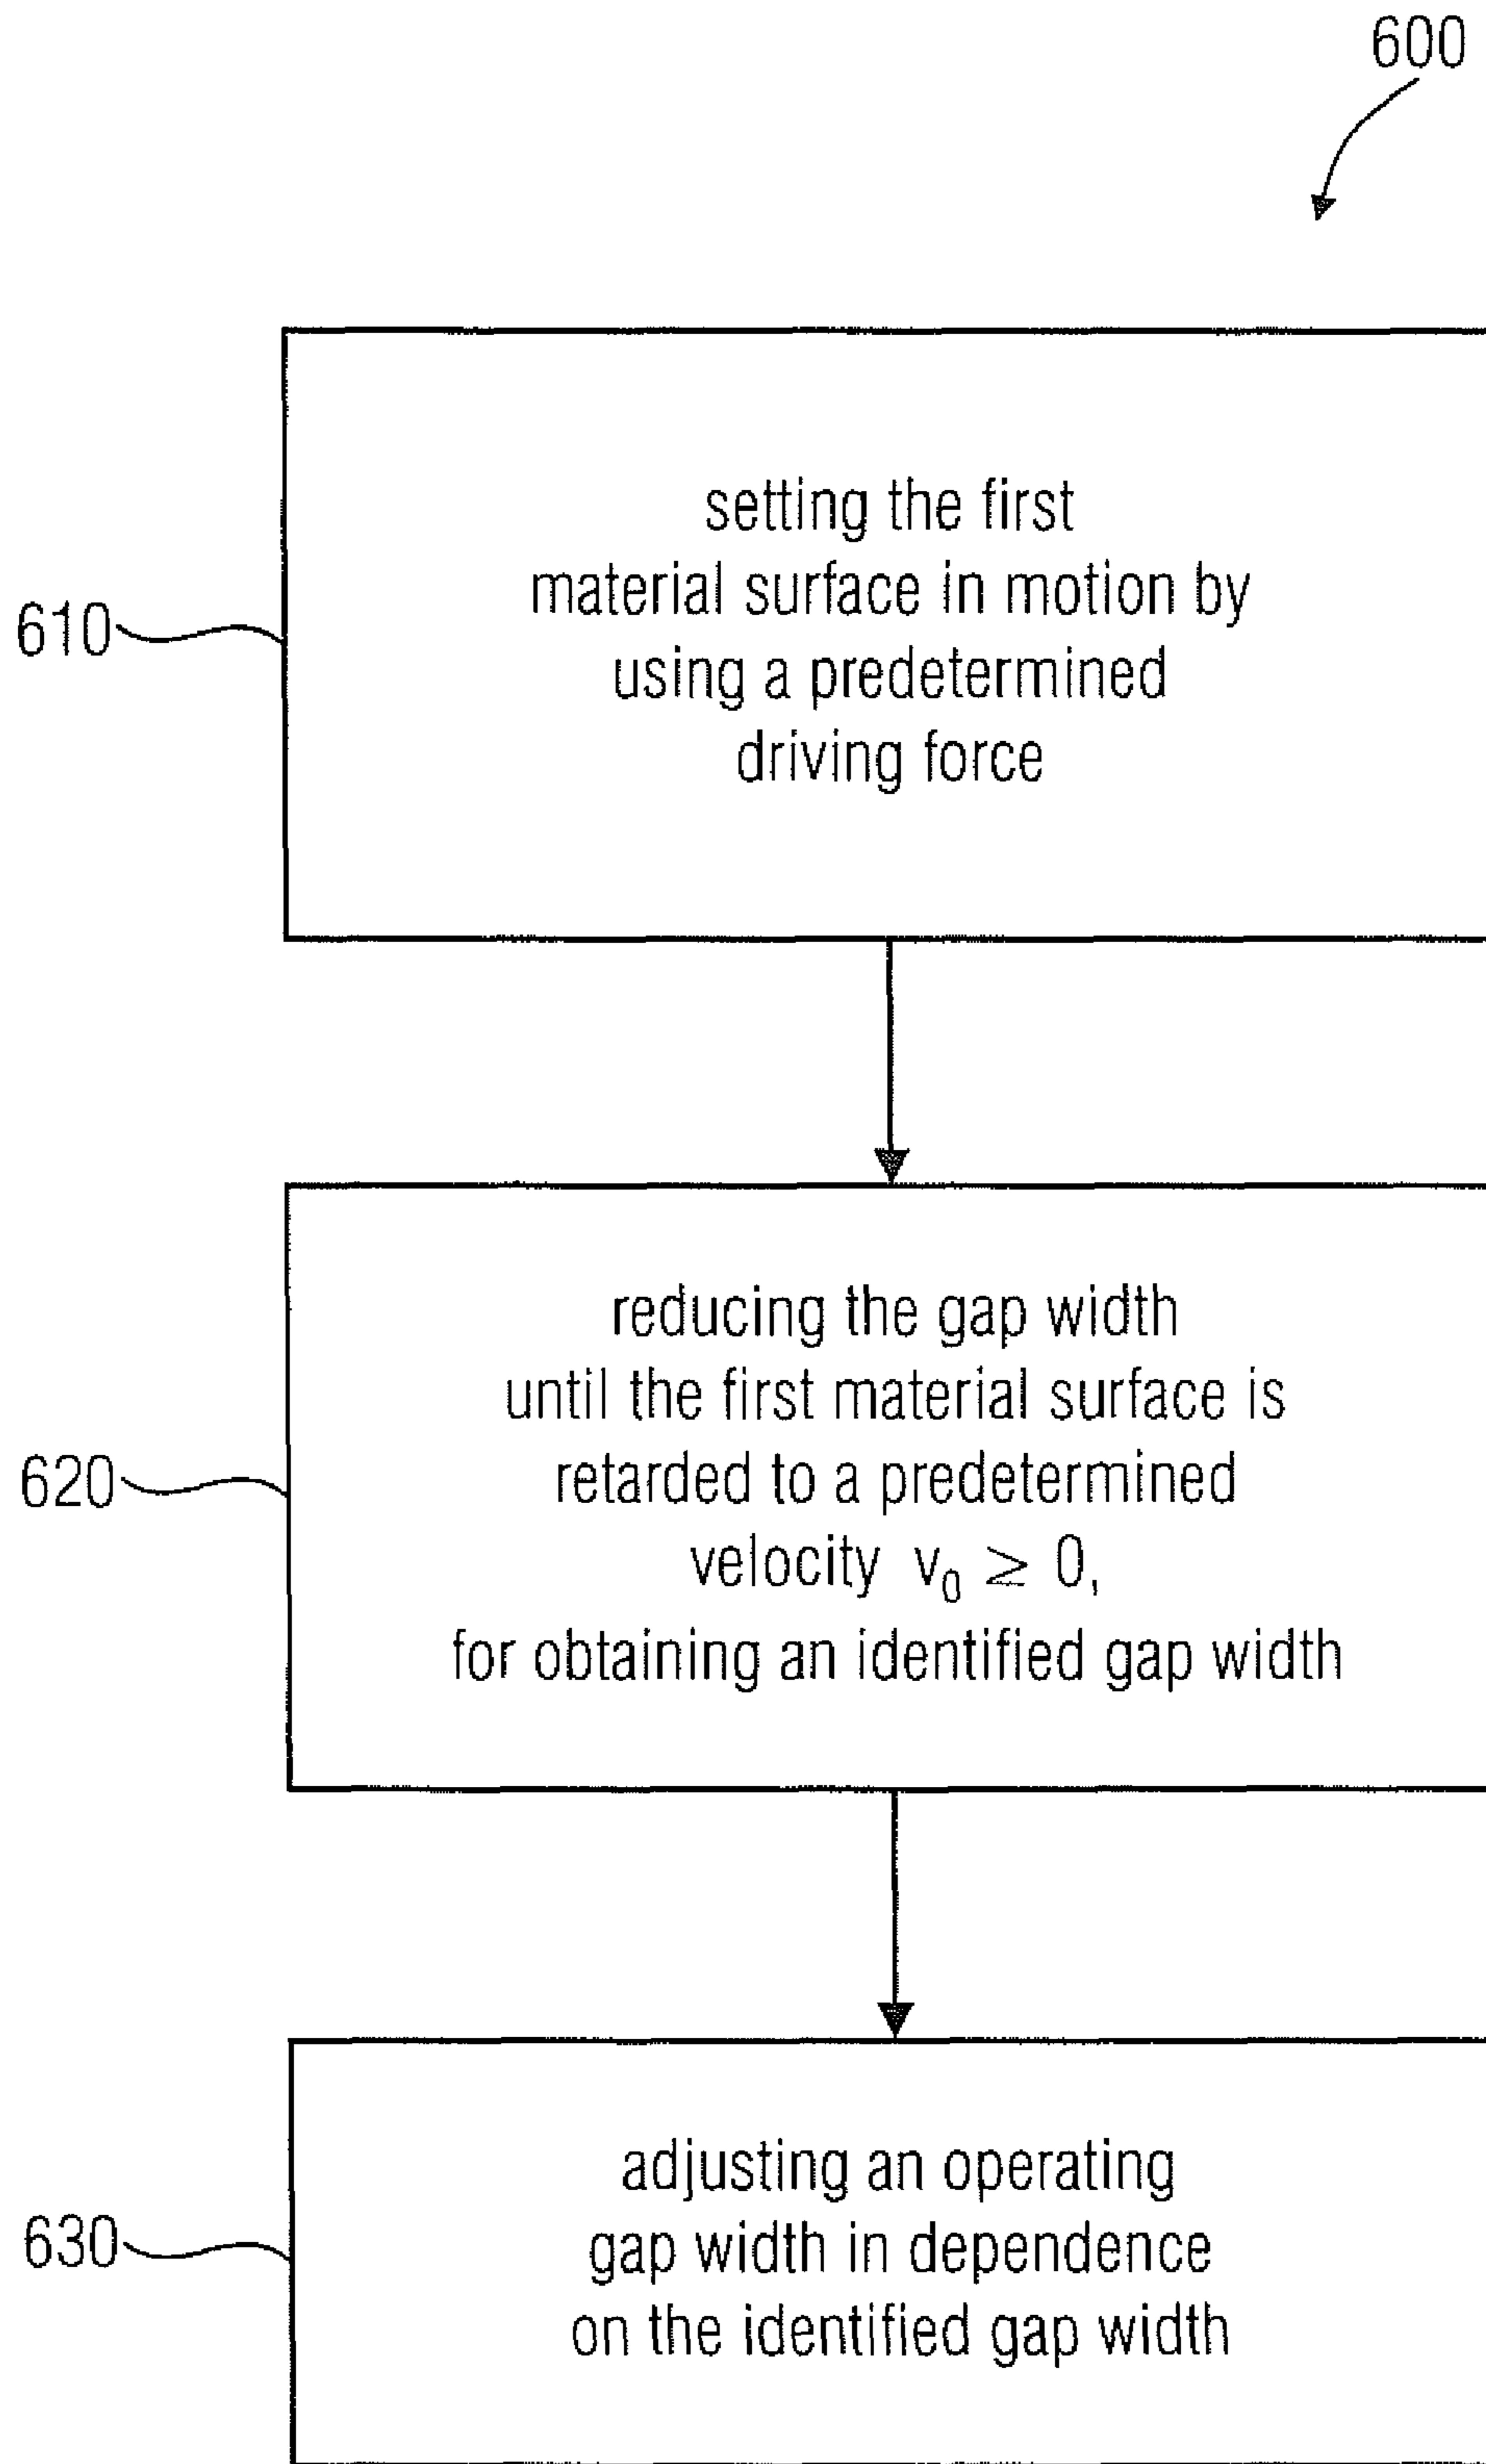 600
610
setting the first
material surface in motion by
using a predetermined
driving force
620
reducing the gap width
until the first material surface is
retarded to a predetermined
velocity v₀ ≥ 0,
for obtaining an identified gap width
630
adjusting an operating
gap width in dependence
on the identified gap width